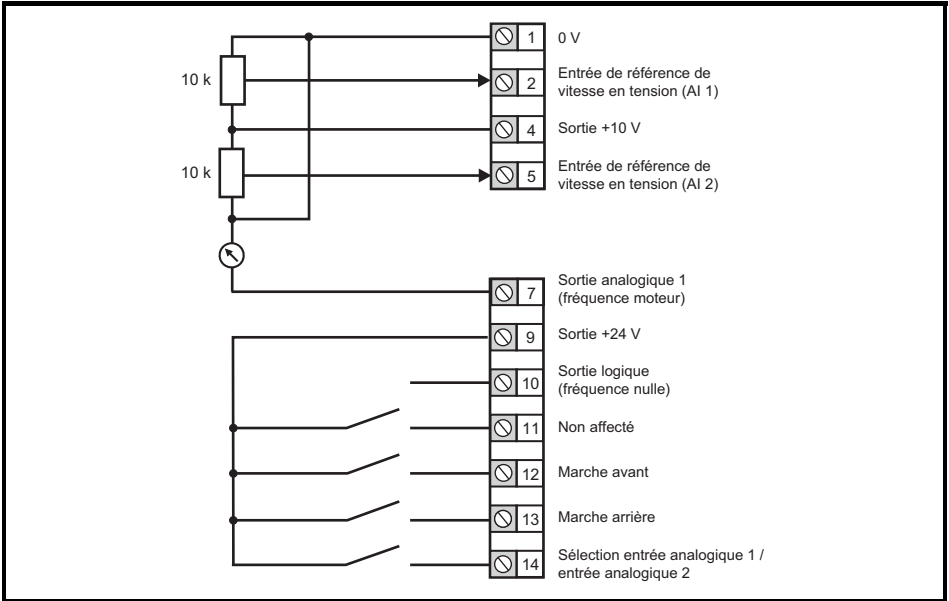 1 0 V
10 k
2 Entrée de référence de
vitesse en tension (AI 1)
4 Sortie +10 V
10 k
5 Entrée de référence de
vitesse en tension (AI 2)
7 Sortie analogique 1
(fréquence moteur)
9 Sortie +24 V
10 Sortie logique
(fréquence nulle)
11 Non affecté
12 Marche avant
13 Marche arrière
14 Sélection entrée analogique 1 /
entrée analogique 2